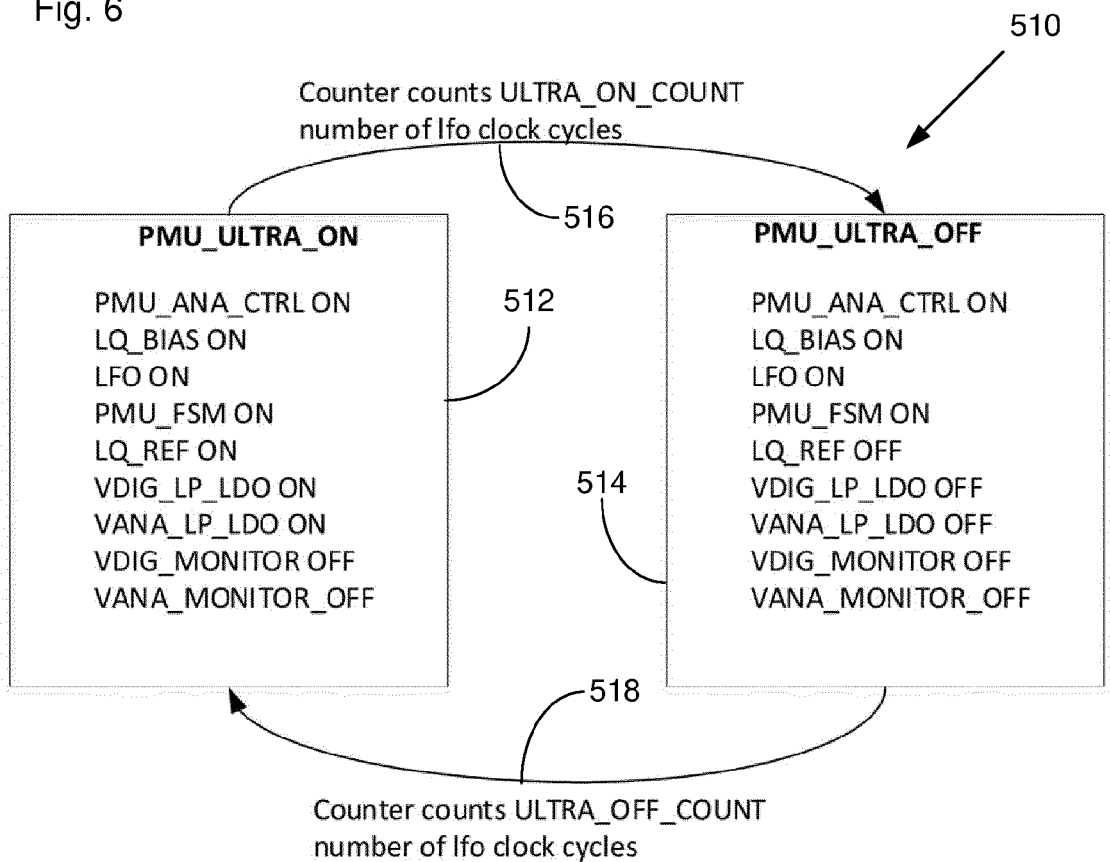 Fig. 6
510
Counter counts ULTRA_ON_COUNT
number of lfo clock cycles
516
PMU_ULTRA_ON
PMU_ANA_CTRL ON
LQ_BIAS ON
LFO ON
PMU_FSM ON
LQ_REF ON
VDIG_LP_LDO ON
VANA_LP_LDO ON
VDIG_MONITOR OFF
VANA_MONITOR_OFF
512
PMU_ULTRA_OFF
PMU_ANA_CTRL ON
LQ_BIAS ON
LFO ON
PMU_FSM ON
LQ_REF OFF
VDIG_LP_LDO OFF
VANA_LP_LDO OFF
VDIG_MONITOR OFF
VANA_MONITOR_OFF
514
518
Counter counts ULTRA_OFF_COUNT
number of lfo clock cycles